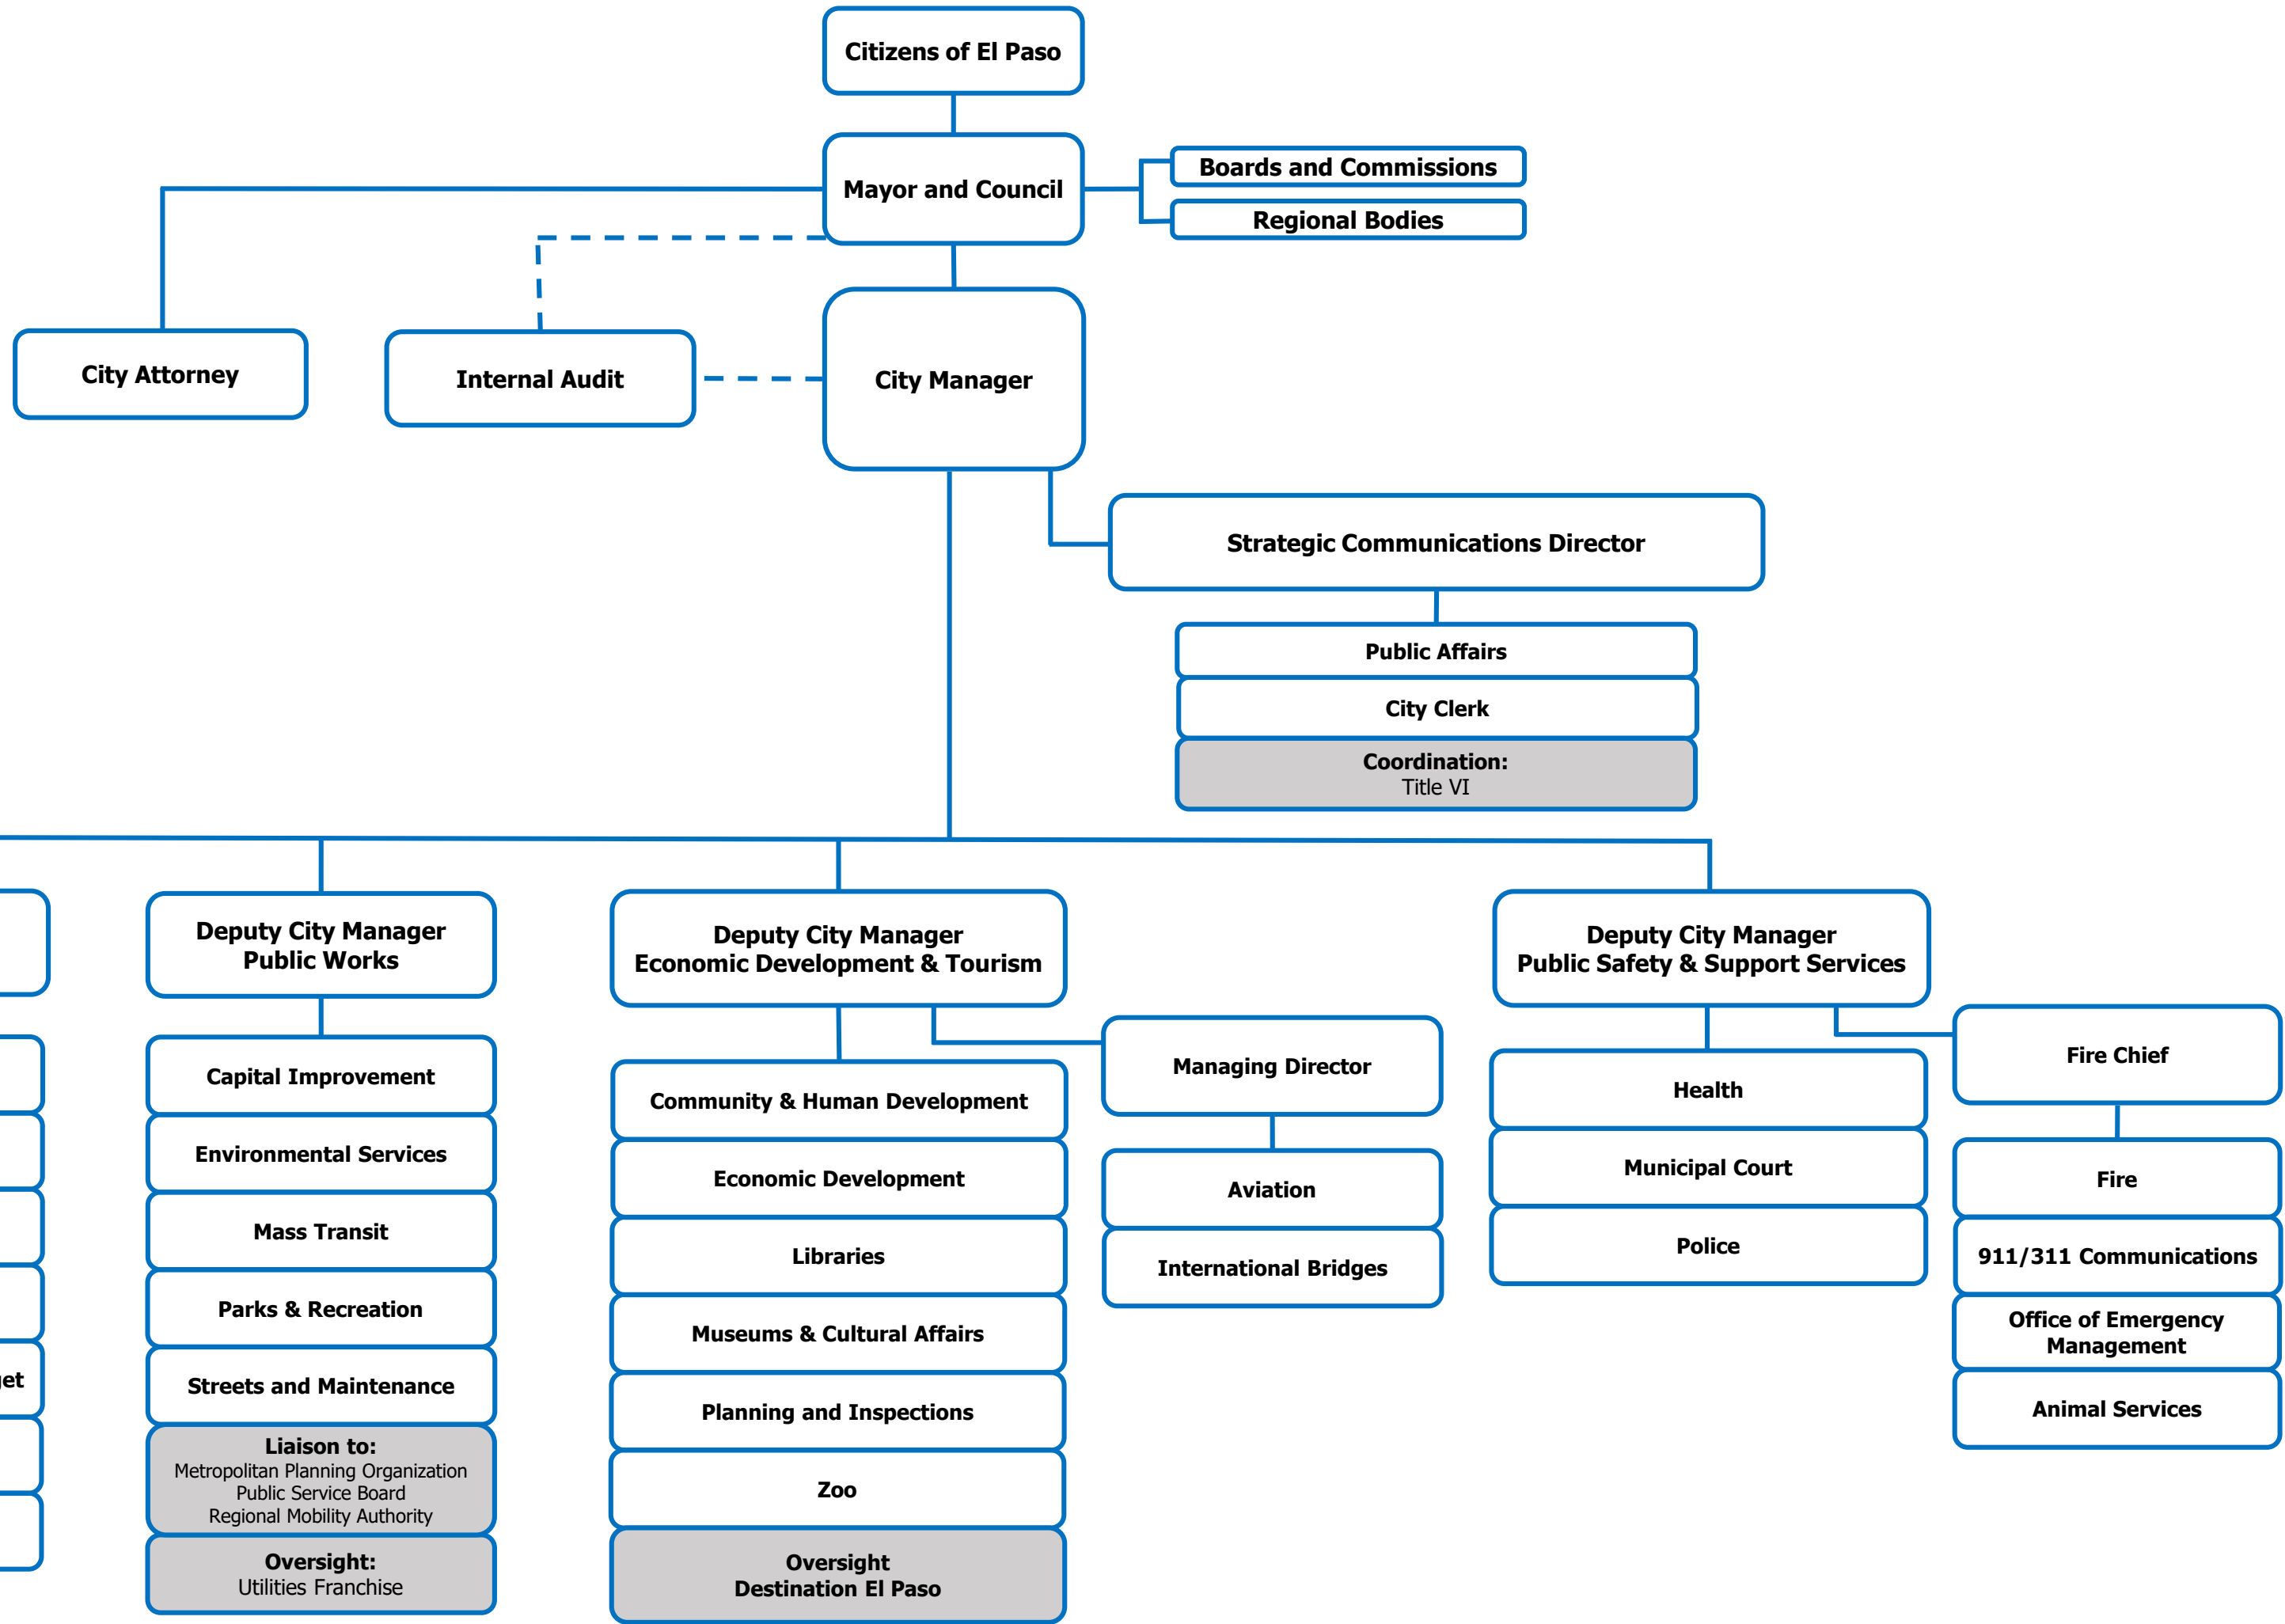 Citizens of El Paso
Mayor and Council
Boards and Commissions
Regional Bodies
City Attorney
Internal Audit
City Manager
Strategic Communications Director
Public Affairs
City Clerk
Coordination:
Title VI
Deputy City Manager
Public Works
Capital Improvement
Environmental Services
Mass Transit
Parks & Recreation
Streets and Maintenance
Liaison to:
Metropolitan Planning Organization
Public Service Board
Regional Mobility Authority
Oversight:
Utilities Franchise
Deputy City Manager
Economic Development & Tourism
Community & Human Development
Economic Development
Libraries
Museums & Cultural Affairs
Planning and Inspections
Zoo
Oversight
Destination El Paso
Managing Director
Aviation
International Bridges
Deputy City Manager
Public Safety & Support Services
Health
Municipal Court
Police
Fire Chief
Fire
911/311 Communications
Office of Emergency
Management
Animal Services